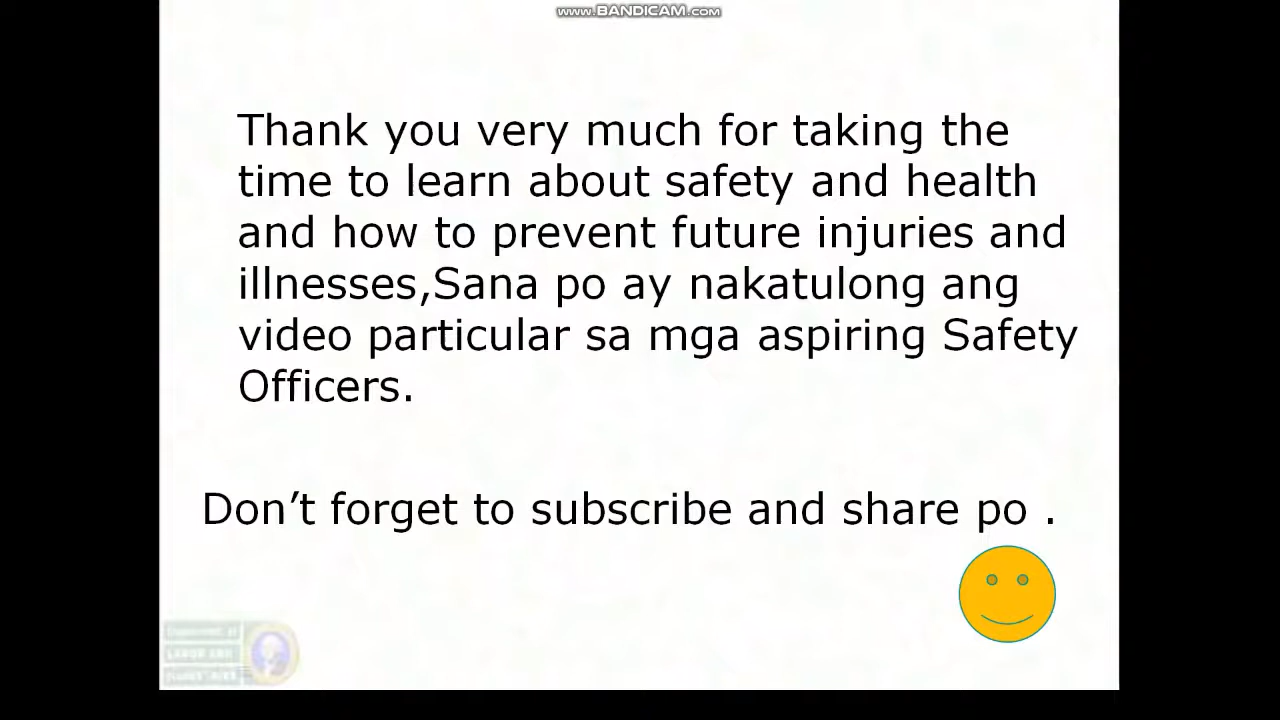 www.BANDICAM.com
Thank you very much for taking the
time to learn about safety and health
and how to prevent future injuries and
illnesses,Sana po ay nakatulong ang
video particular sa mga aspiring Safety
Officers.
Don’t forget to subscribe and share po .